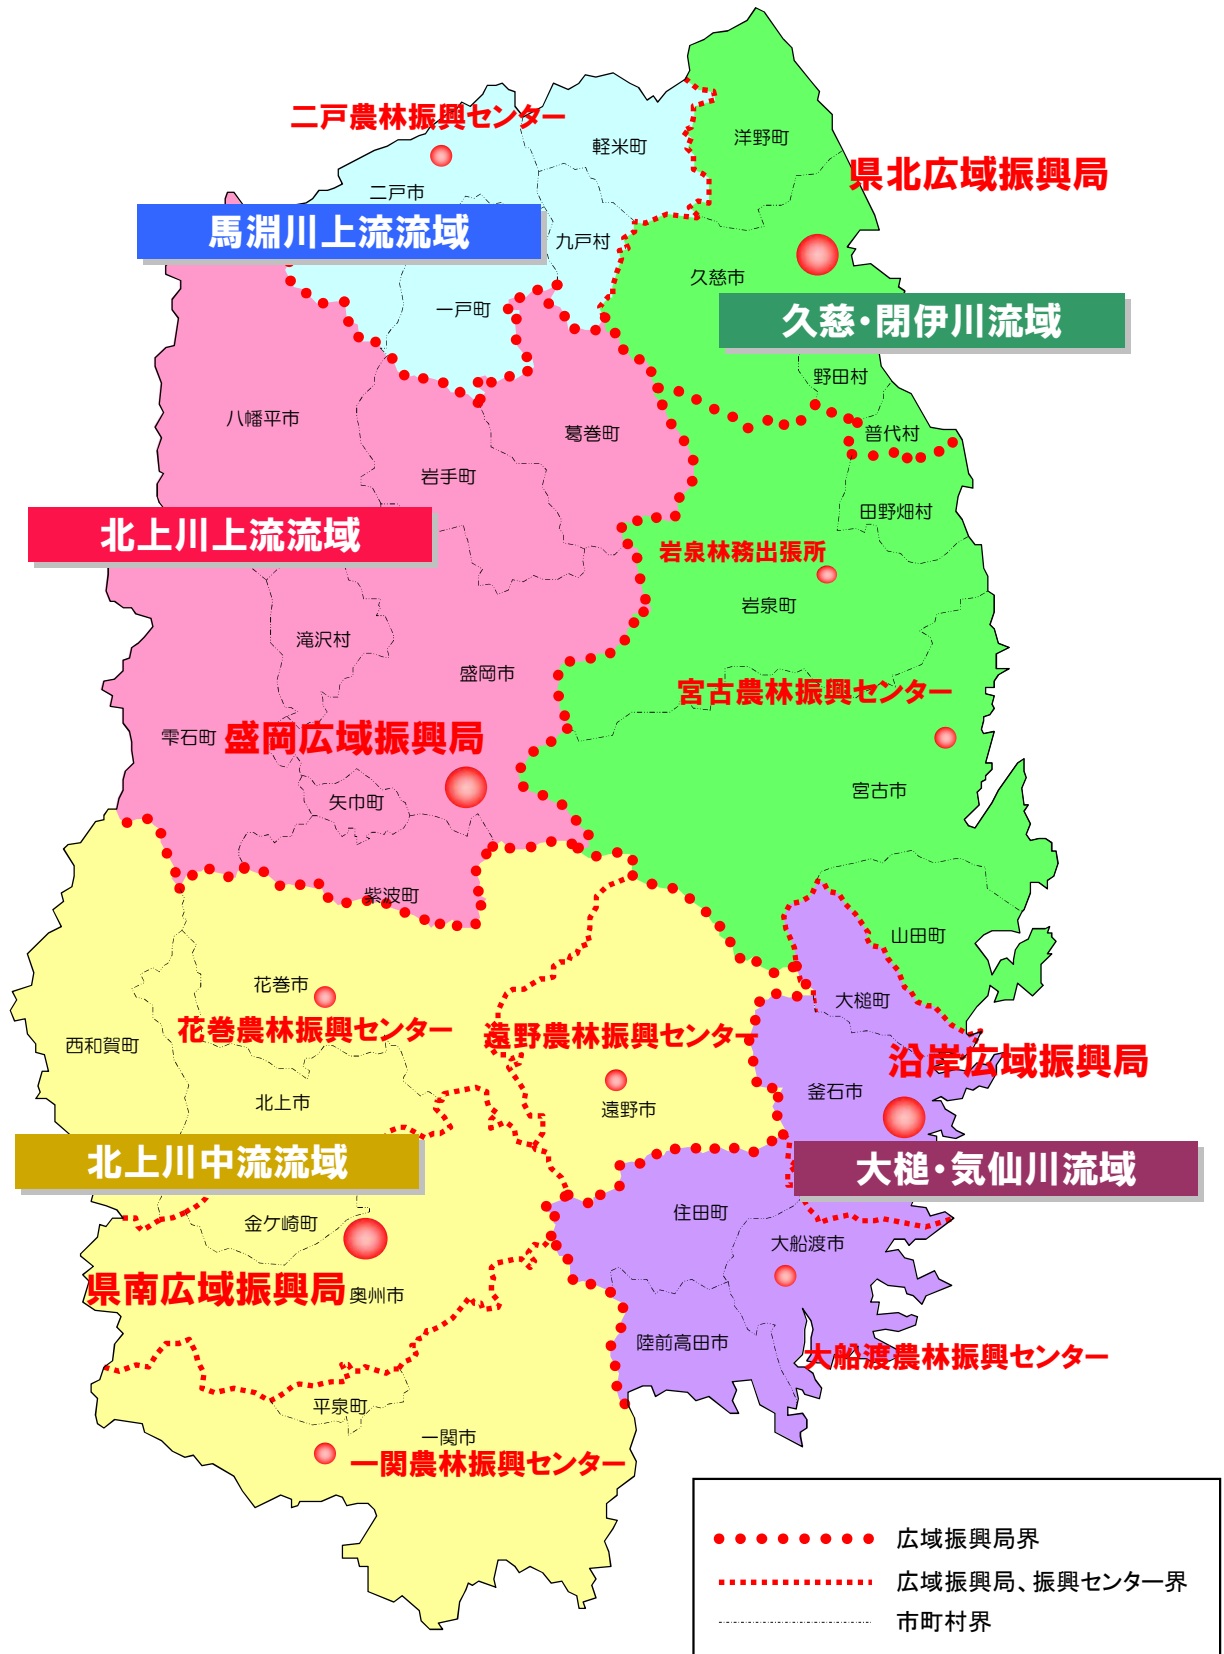 二戸農林振興センター
軽米町
洋野町
県北広域振興局
二戸市
馬淵川上流流域
九戸村
久慈市
一戸町
久慈・閉伊川流域
野田村
八幡平市
葛巻町
普代村
岩手町
田野畑村
北上川上流流域
岩泉林務出張所
岩泉町
滝沢村
盛岡市
宮古農林振興センター
雫石町
盛岡広域振興局
宮古市
矢巾町
紫波町
山田町
花巻市
大槌町
花巻農林振興センター
遠野農林振興センター
西和賀町
沿岸広域振興局
釜石市
北上市
遠野市
北上川中流流域
大槌・気仙川流域
住田町
金ケ崎町
大船渡市
県南広域振興局
奥州市
陸前高田市
大船渡農林振興センター
平泉町
一関市
一関農林振興センター
広域振興局界
広域振興局、振興センター界
市町村界